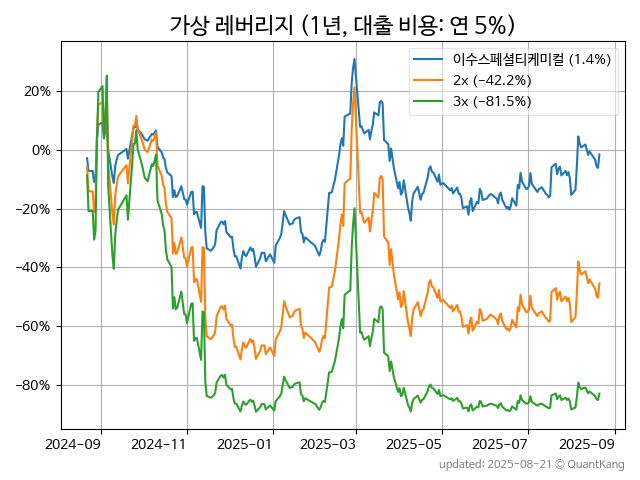 가상 레버리지 (1년, 대출 비용: 연 5%)
이수스페셜티케미컬 (1.4%)
2x (−42.2%)
3x (−81.5%)
20%
0%
−20%
−40%
−60%
−80%
2024-09 2024-11 2025-01 2025-03 2025-05 2025-07 2025-09
updated: 2025-08-21 © QuantKang